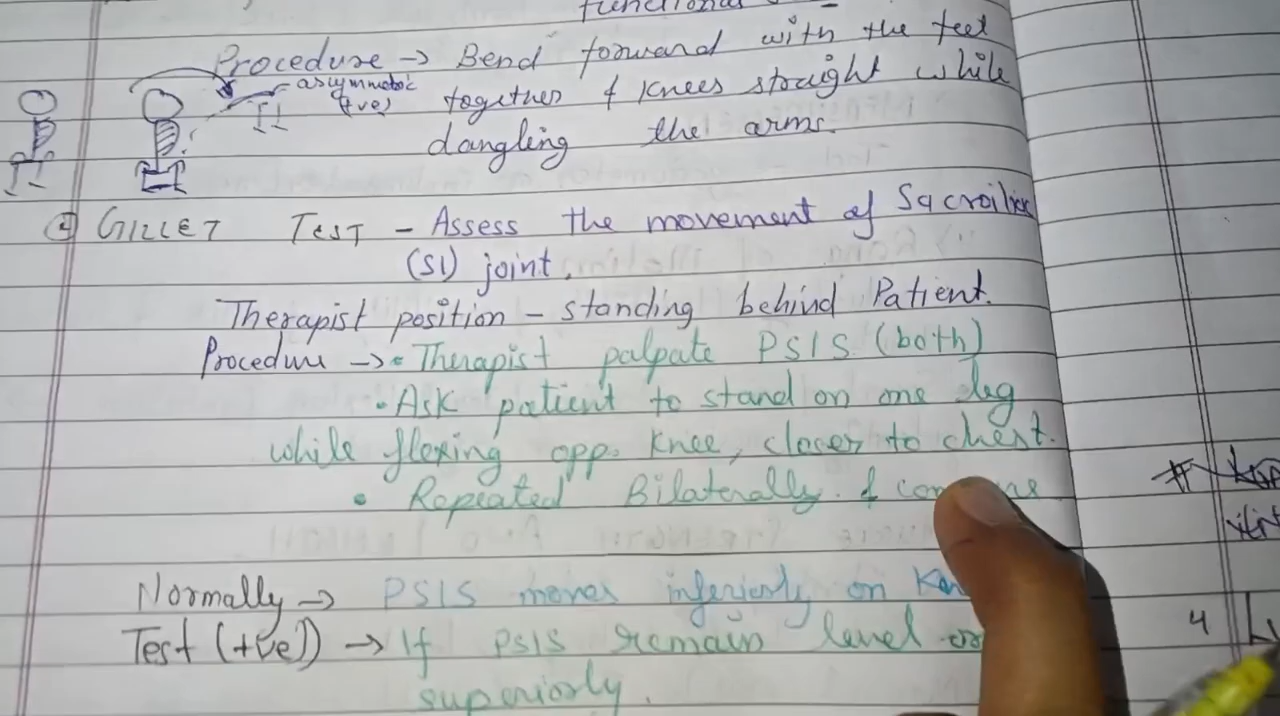 functional
Procedure → Bend forward with the feet
asymmetric
(+ve)
together & Knees straight while
dangling the arms.
② GILLET TEST - Assess the movement of Sacroiliac
(SI) joint.
Therapist position - standing behind Patient.
Procedure → • Therapist palpate PSIS (both)
• Ask patient to stand on one leg
while flexing opp. Knee, closer to chest.
• Repeated Bilaterally &
Normally → PSIS moves inferiorly on
Test (+ve) → If PSIS remain level or
superiorly.
4